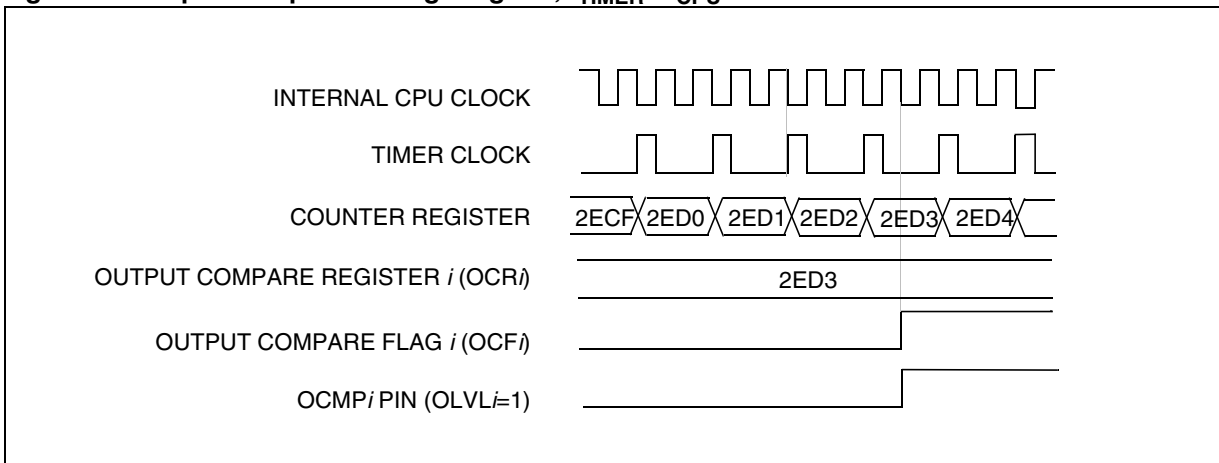 INTERNAL CPU CLOCK
TIMER CLOCK
COUNTER REGISTER 2ECF 2ED0 2ED1 2ED2 2ED3 2ED4
OUTPUT COMPARE REGISTER i (OCRi) 2ED3
OUTPUT COMPARE FLAG i (OCFi)
OCMPi PIN (OLVLi=1)